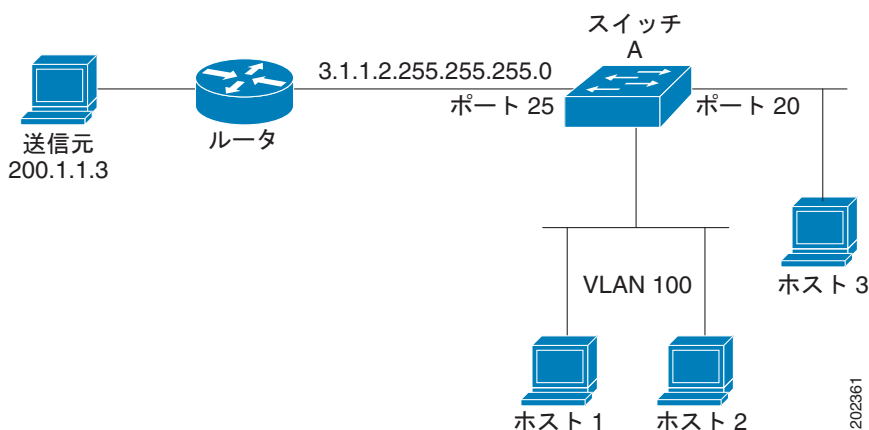 スイッチ
A
3.1.1.2.255.255.255.0
ポート 25
ポート 20
送信元
200.1.1.3
ルータ
VLAN 100
ホスト 3
ホスト 1
ホスト 2
202361